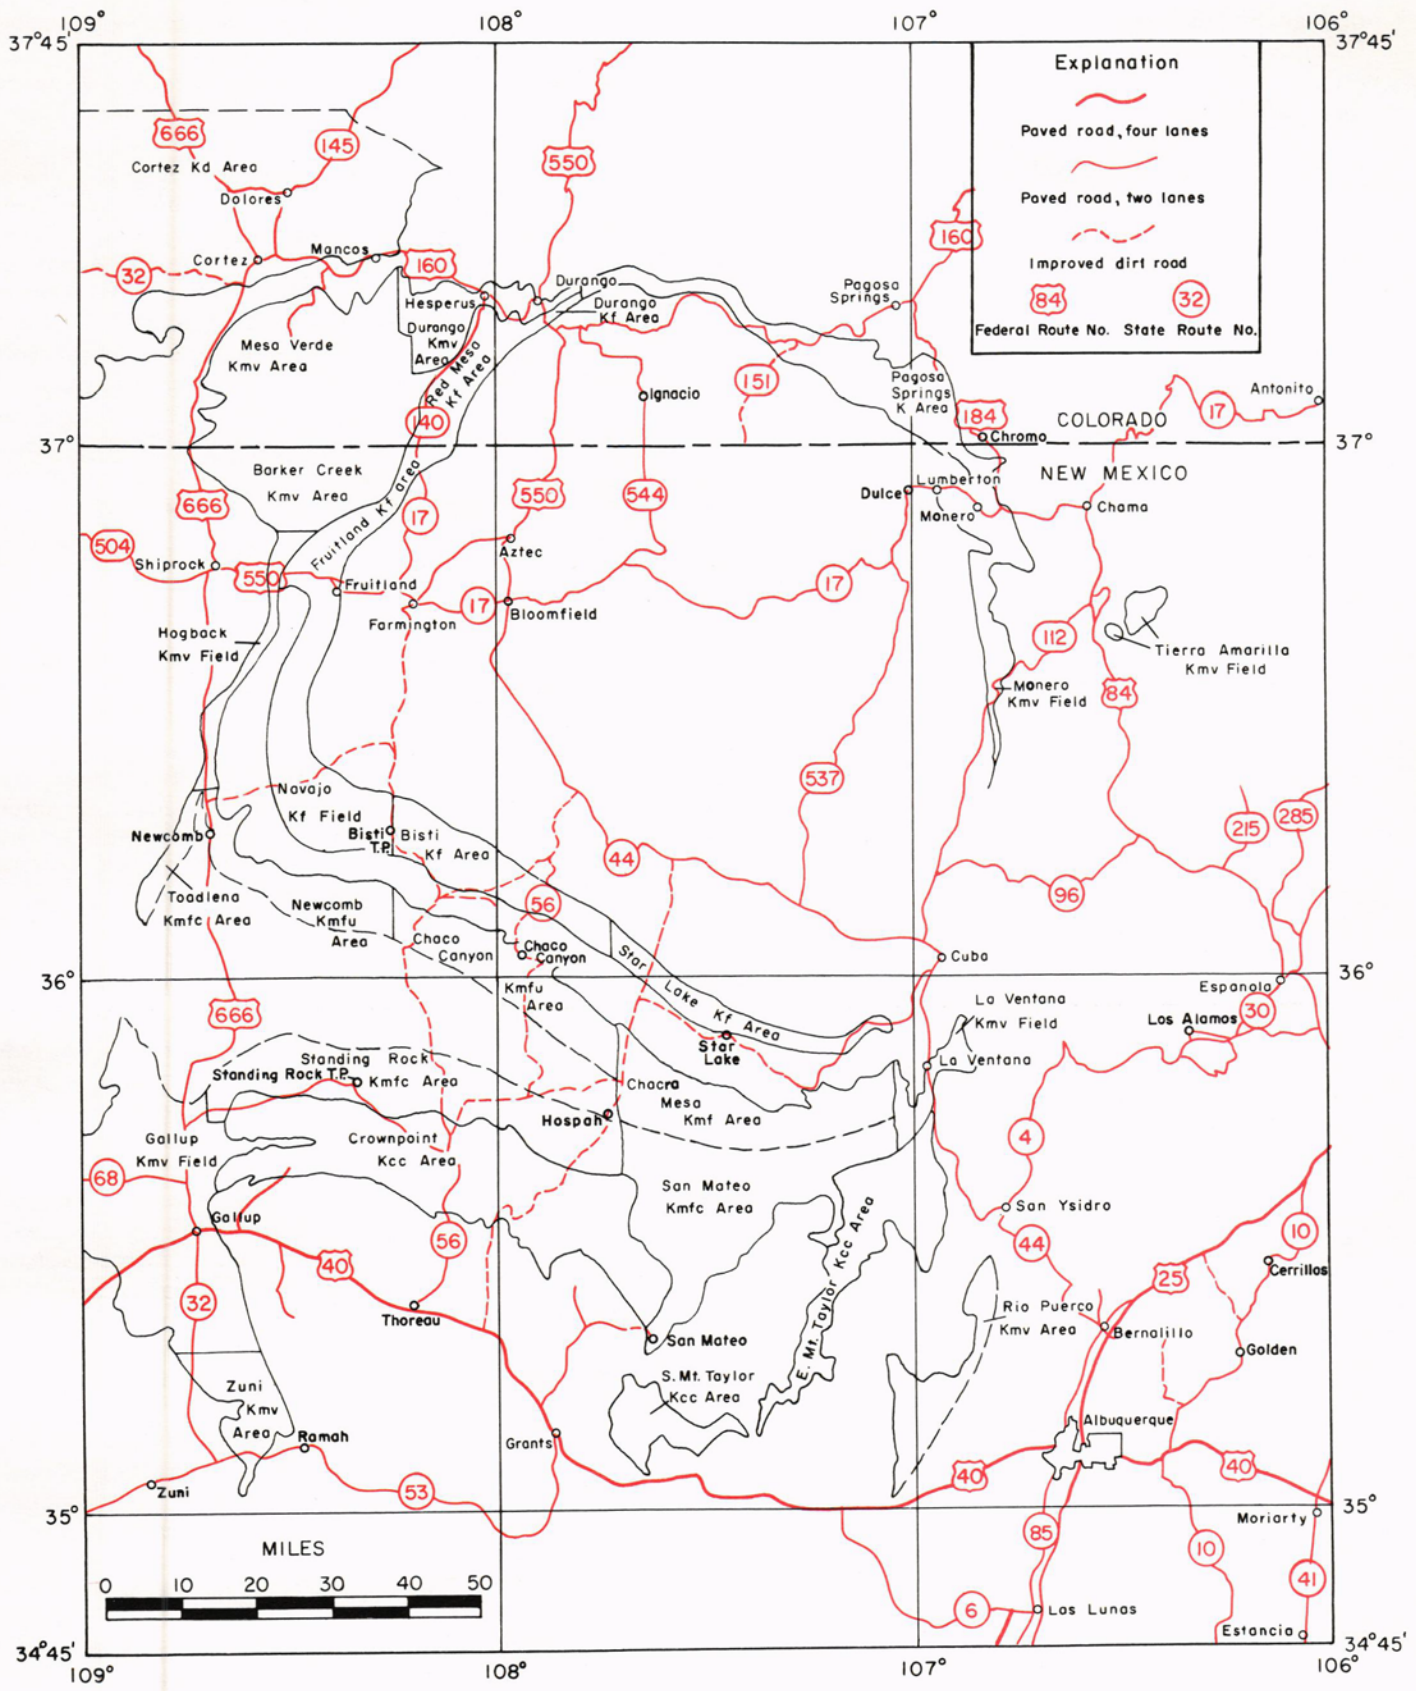 109°
108°
107°
106°
37°45'
37°45'
Explanation
Paved road, four lanes
Paved road, two lanes
Improved dirt road
84
32
Federal Route No. State Route No.
666
145
550
Cortez Kd Area
Dolores
160
Cortez
Mancos
160
32
Durango
Pagosa
Springs
Hesperus
Durango
Kf Area
Durango
Kmv
Area
Mesa Verde
Kmv Area
Red Mesa
Kf Area
151
Ignacio
Pagosa
Springs
K Area
Antonito
17
184
COLORADO
140
Chromo
37°
37°
NEW MEXICO
Barker Creek
Kmv Area
Fruitland Kf area
Lumberton
Dulce
Monero
Chama
666
17
550
544
504
Shiprock
550
Aztec
Fruitland
17
17
Bloomfield
Farmington
Hogback
Kmv Field
112
Tierra Amarilla
Kmv Field
Monero
Kmv Field
84
537
Navajo
Kf Field
Newcomb
Bisti
T.P.
Bisti
Kf Area
44
215
285
Toadlena
Kmfc Area
Newcomb
Kmfu
Area
56
96
Chaco
Canyon
Kmfu
Area
Chaco
Canyon
Star
Lake
Kf Area
Cuba
36°
36°
Espanola
30
Los Alamos
666
La Ventana
Kmv Field
Star
Lake
La Ventana
Standing Rock
Kmfc Area
Standing Rock T.P.
Chacra
Mesa
Kmf Area
Hospah
4
Gallup
Kmv Field
Crownpoint
Kcc Area
68
San Mateo
Kmfc Area
San Ysidro
Gallup
E. Mt. Taylor Kcc Area
56
44
10
40
25
Cerrillos
32
Thoreau
Rio Puerco
Kmv Area
Bernalillo
San Mateo
Golden
S. Mt. Taylor
Kcc Area
Zuni
Kmv
Area
Ramah
Grants
Albuquerque
40
40
Zuni
53
35°
35°
Moriarty
85
10
MILES
0 10 20 30 40 50
41
6
Los Lunas
Estancia
34°45'
34°45'
109°
108°
107°
106°